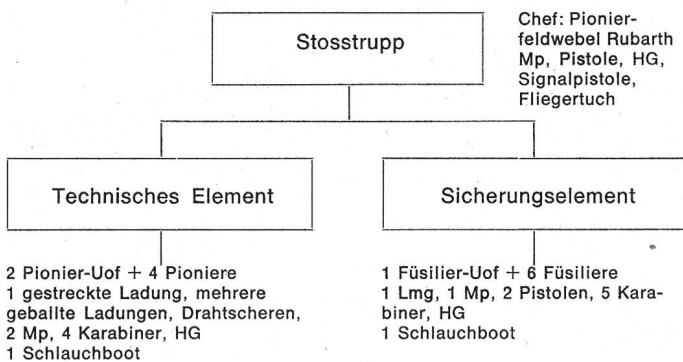 Stosstrupp
Chef: Pionier-
feldwebel Rubarth
Mp, Pistole, HG,
Signalpistole,
Fliegertuch
Technisches Element
2 Pionier-Uof + 4 Pioniere
1 gestreckte Ladung, mehrere
geballte Ladungen, Drahtscheren,
2 Mp, 4 Karabiner, HG
1 Schlauchboot
Sicherungselement
1 Füsilier-Uof + 6 Füsiliere
1 Lmg, 1 Mp, 2 Pistolen, 5 Kara-
biner, HG
1 Schlauchboot